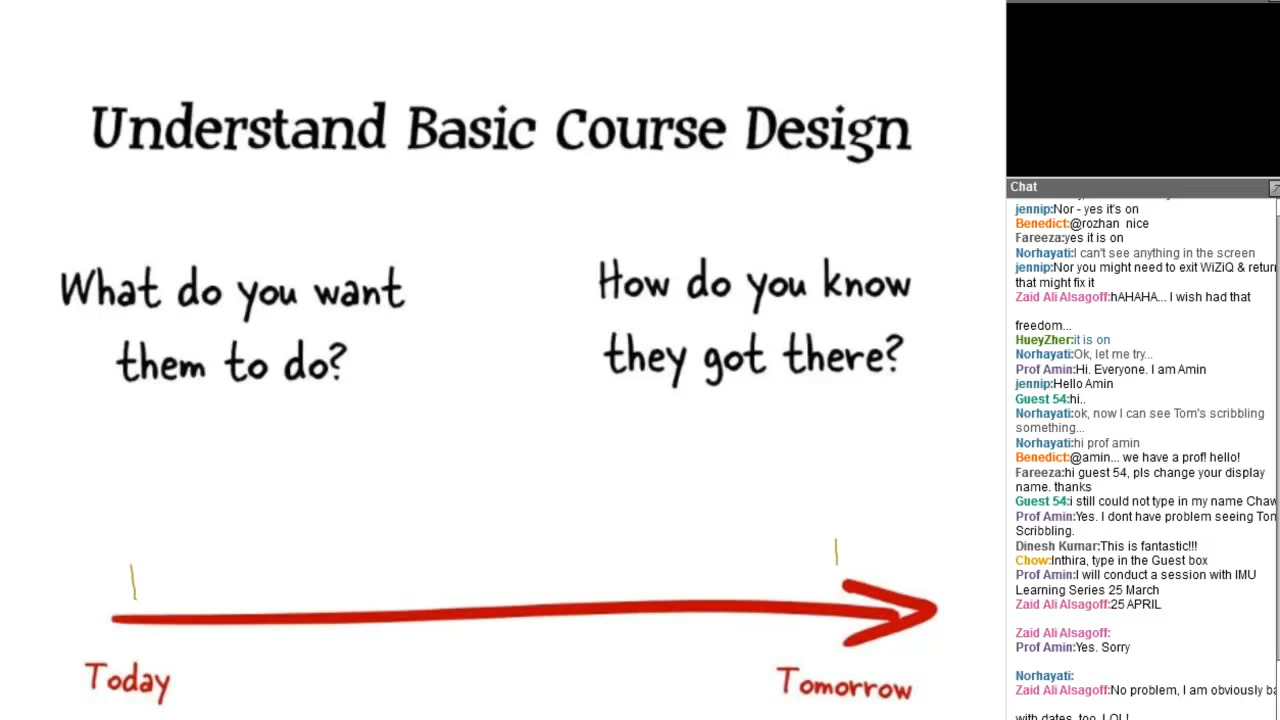 Understand Basic Course Design
What do you want
them to do?
How do you know
they got there?
Today
Tomorrow
Chat
jennip:Nor - yes it's on
Benedict:@rozhan nice
Fareeza:yes it is on
Norhayati:I can't see anything in the screen
jennip:Nor you might need to exit WiZiQ & return
that might fix it
Zaid Ali Alsagoff:hAHAHA... I wish had that
freedom...
HueyZher:it is on
Norhayati:Ok, let me try...
Prof Amin:Hi. Everyone. I am Amin
jennip:Hello Amin
Guest 54:hi..
Norhayati:ok, now I can see Tom's scribbling
something...
Norhayati:hi prof amin
Benedict:@amin... we have a prof! hello!
Fareeza:hi guest 54, pls change your display
name. thanks
Guest 54:i still could not type in my name Chaw
Prof Amin:Yes. I dont have problem seeing Tom
Scribbling.
Dinesh Kumar:This is fantastic!!!
Chow:Inthira, type in the Guest box
Prof Amin:I will conduct a session with IMU
Learning Series 25 March
Zaid Ali Alsagoff:25 APRIL
Zaid Ali Alsagoff:
Prof Amin:Yes. Sorry
Norhayati:
Zaid Ali Alsagoff:No problem, I am obviously
with dates, too, LOL!